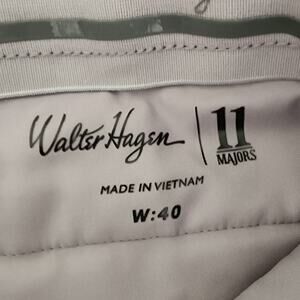 Walter Hagen | 11
MAJORS
MADE IN VIETNAM
W:40